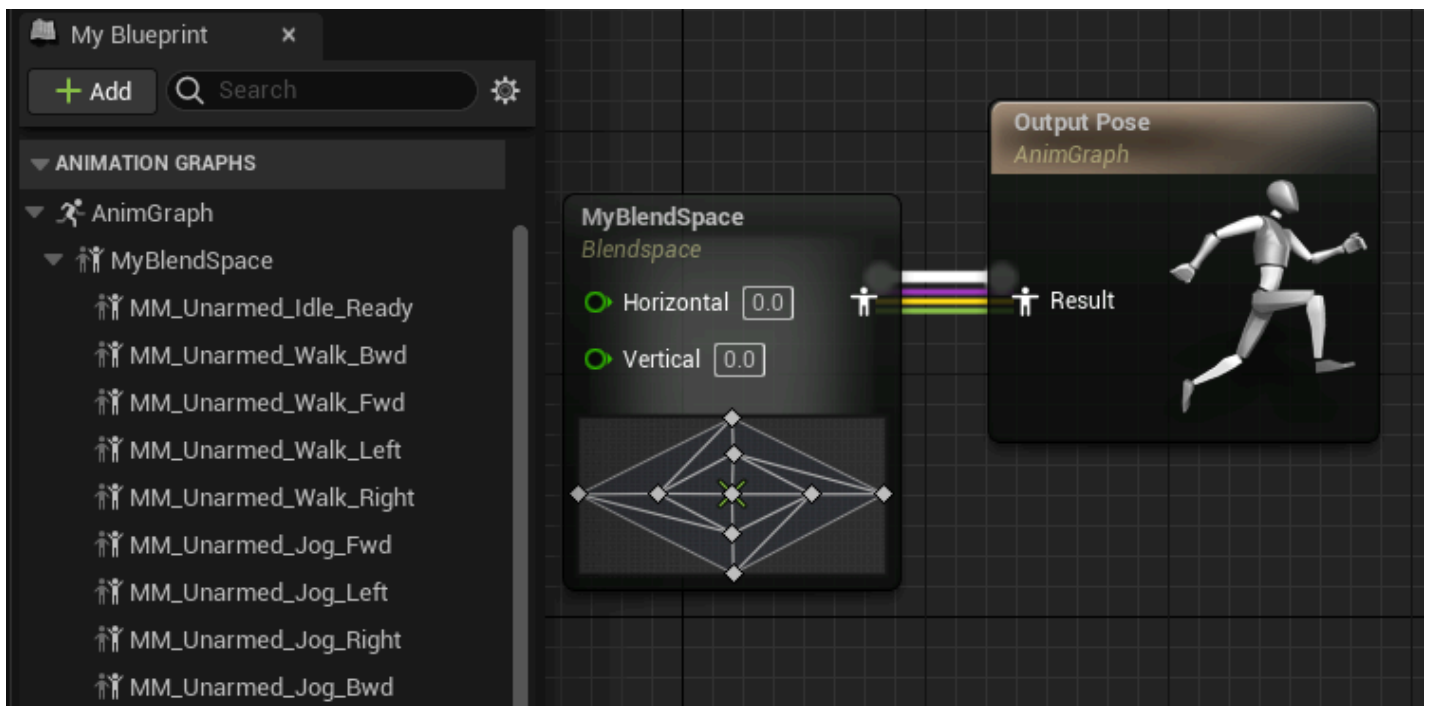 My Blueprint
Add
Search
ANIMATION GRAPHS
AnimGraph
MyBlendSpace
MM_Unarmed_Idle_Ready
MM_Unarmed_Walk_Bwd
MM_Unarmed_Walk_Fwd
MM_Unarmed_Walk_Left
MM_Unarmed_Walk_Right
MM_Unarmed_Jog_Fwd
MM_Unarmed_Jog_Left
MM_Unarmed_Jog_Right
MM_Unarmed_Jog_Bwd
MyBlendSpace
Blendspace
Horizontal 0.0
Vertical 0.0
Output Pose
AnimGraph
Result